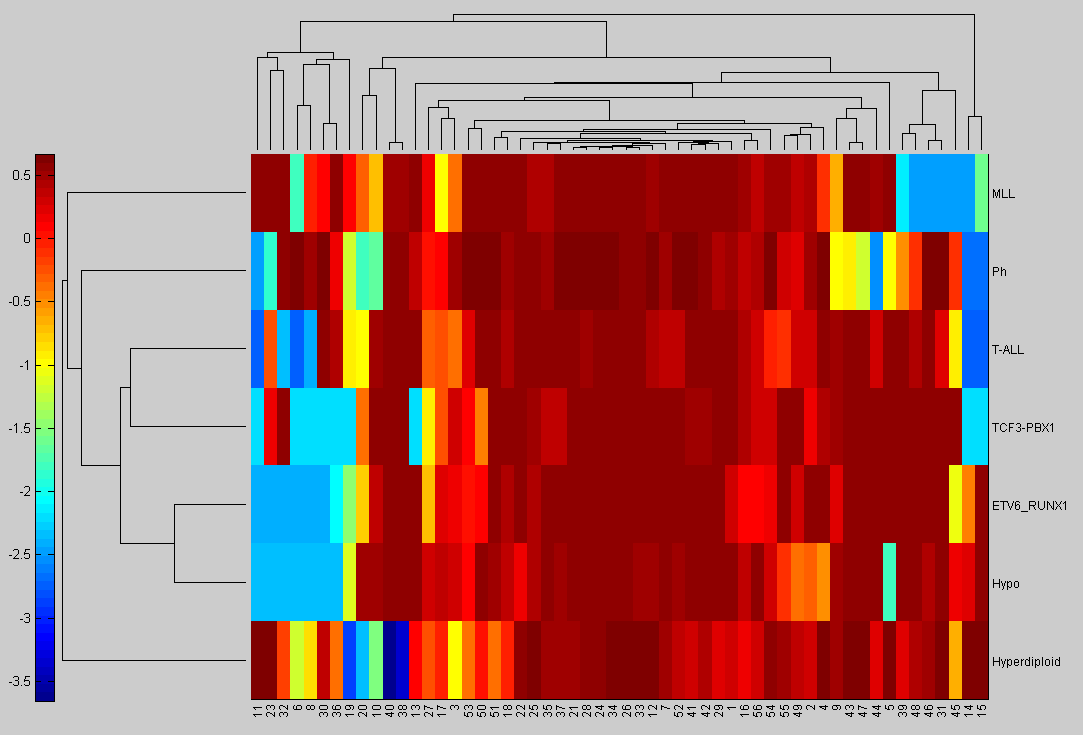 0.5
0
-0.5
-1
-1.5
-2
-2.5
-3
-3.5
MLL
Ph
T-ALL
TCF3-PBX1
ETV6_RUNX1
Hypo
Hyperdiploid
11 23 32 6 8 30 36 19 20 10 40 38 13 27 17 3 53 50 51 18 22 25 35 37 21 28 24 34 26 33 12 7 52 41 42 29 1 16 56 54 55 49 2 4 9 43 47 44 5 39 48 46 31 45 14 15